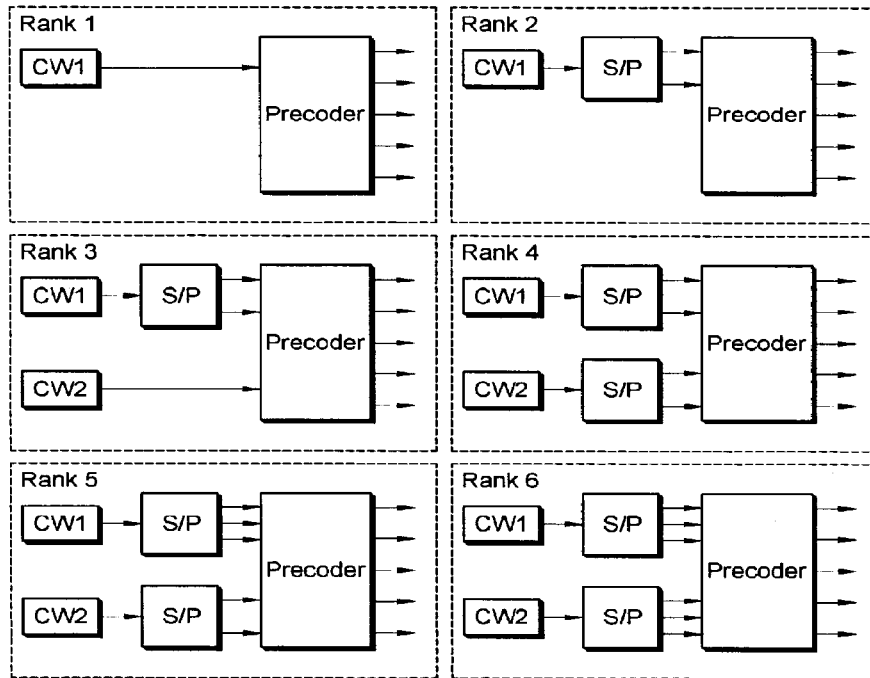 Rank 1
CW1
Precoder
Rank 2
CW1
S/P
Precoder
Rank 3
CW1
S/P
Precoder
CW2
Rank 4
CW1
S/P
Precoder
CW2
S/P
Rank 5
CW1
S/P
Precoder
CW2
S/P
Rank 6
CW1
S/P
Precoder
CW2
S/P